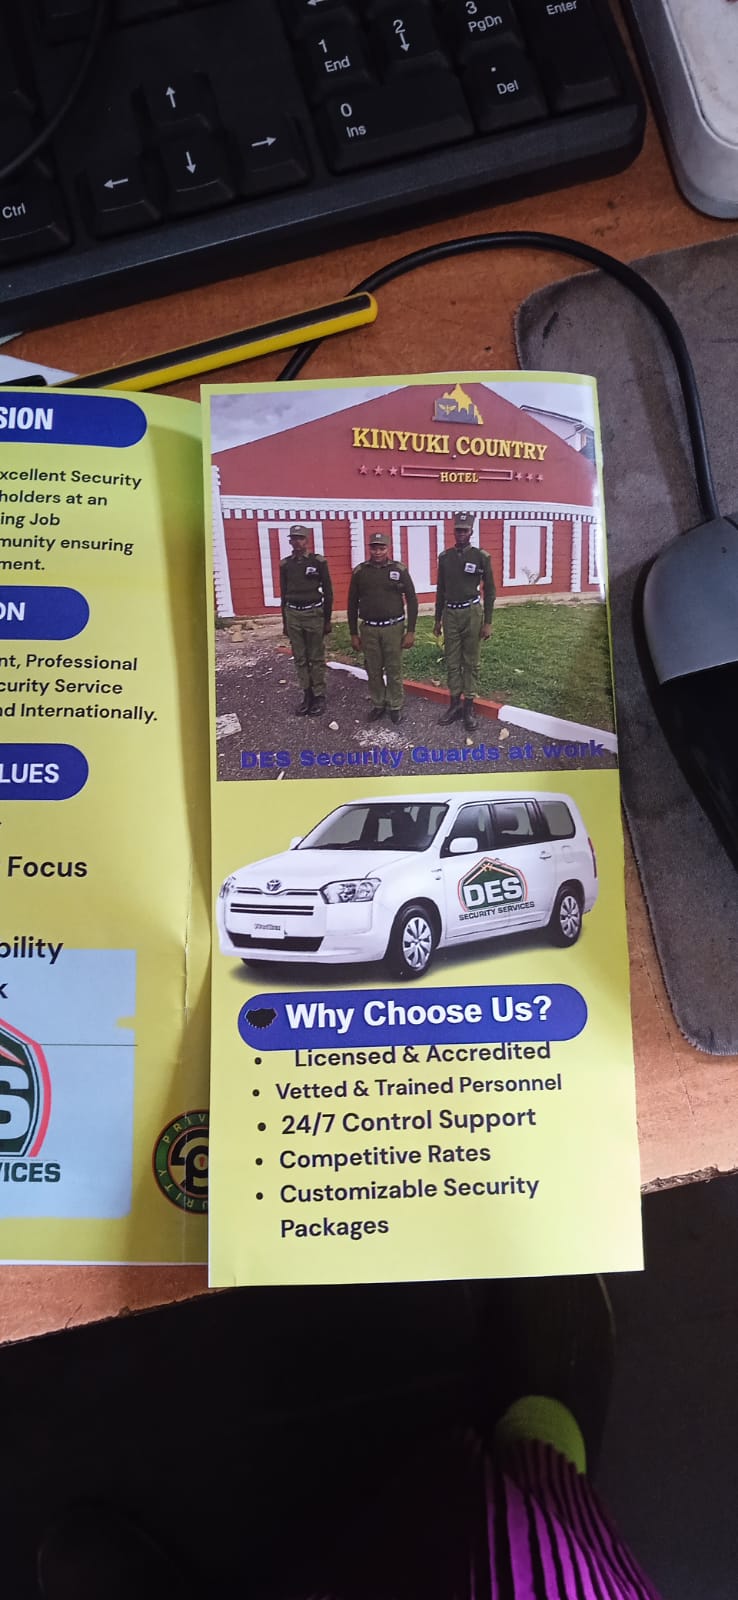 Ctrl
1
End
2
3
PgDn
Enter
0
Ins
.
Del
SION
xcellent Security
holders at an
ing Job
munity ensuring
ment.
ON
nt, Professional
curity Service
nd Internationally.
LUES
Focus
bility
k
S
VICES
PRIV
URITY
KINYUKI COUNTRY
HOTEL
DES Security Guards at work
DES
SECURITY SERVICES
Why Choose Us?
• Licensed & Accredited
• Vetted & Trained Personnel
• 24/7 Control Support
• Competitive Rates
• Customizable Security
Packages